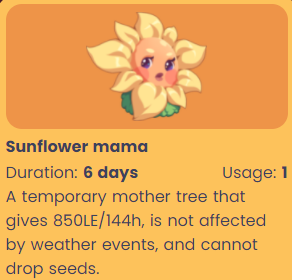 Sunflower mama
Duration: 6 days Usage: 1
A temporary mother tree that
gives 850LE/144h, is not affected
by weather events, and cannot
drop seeds.